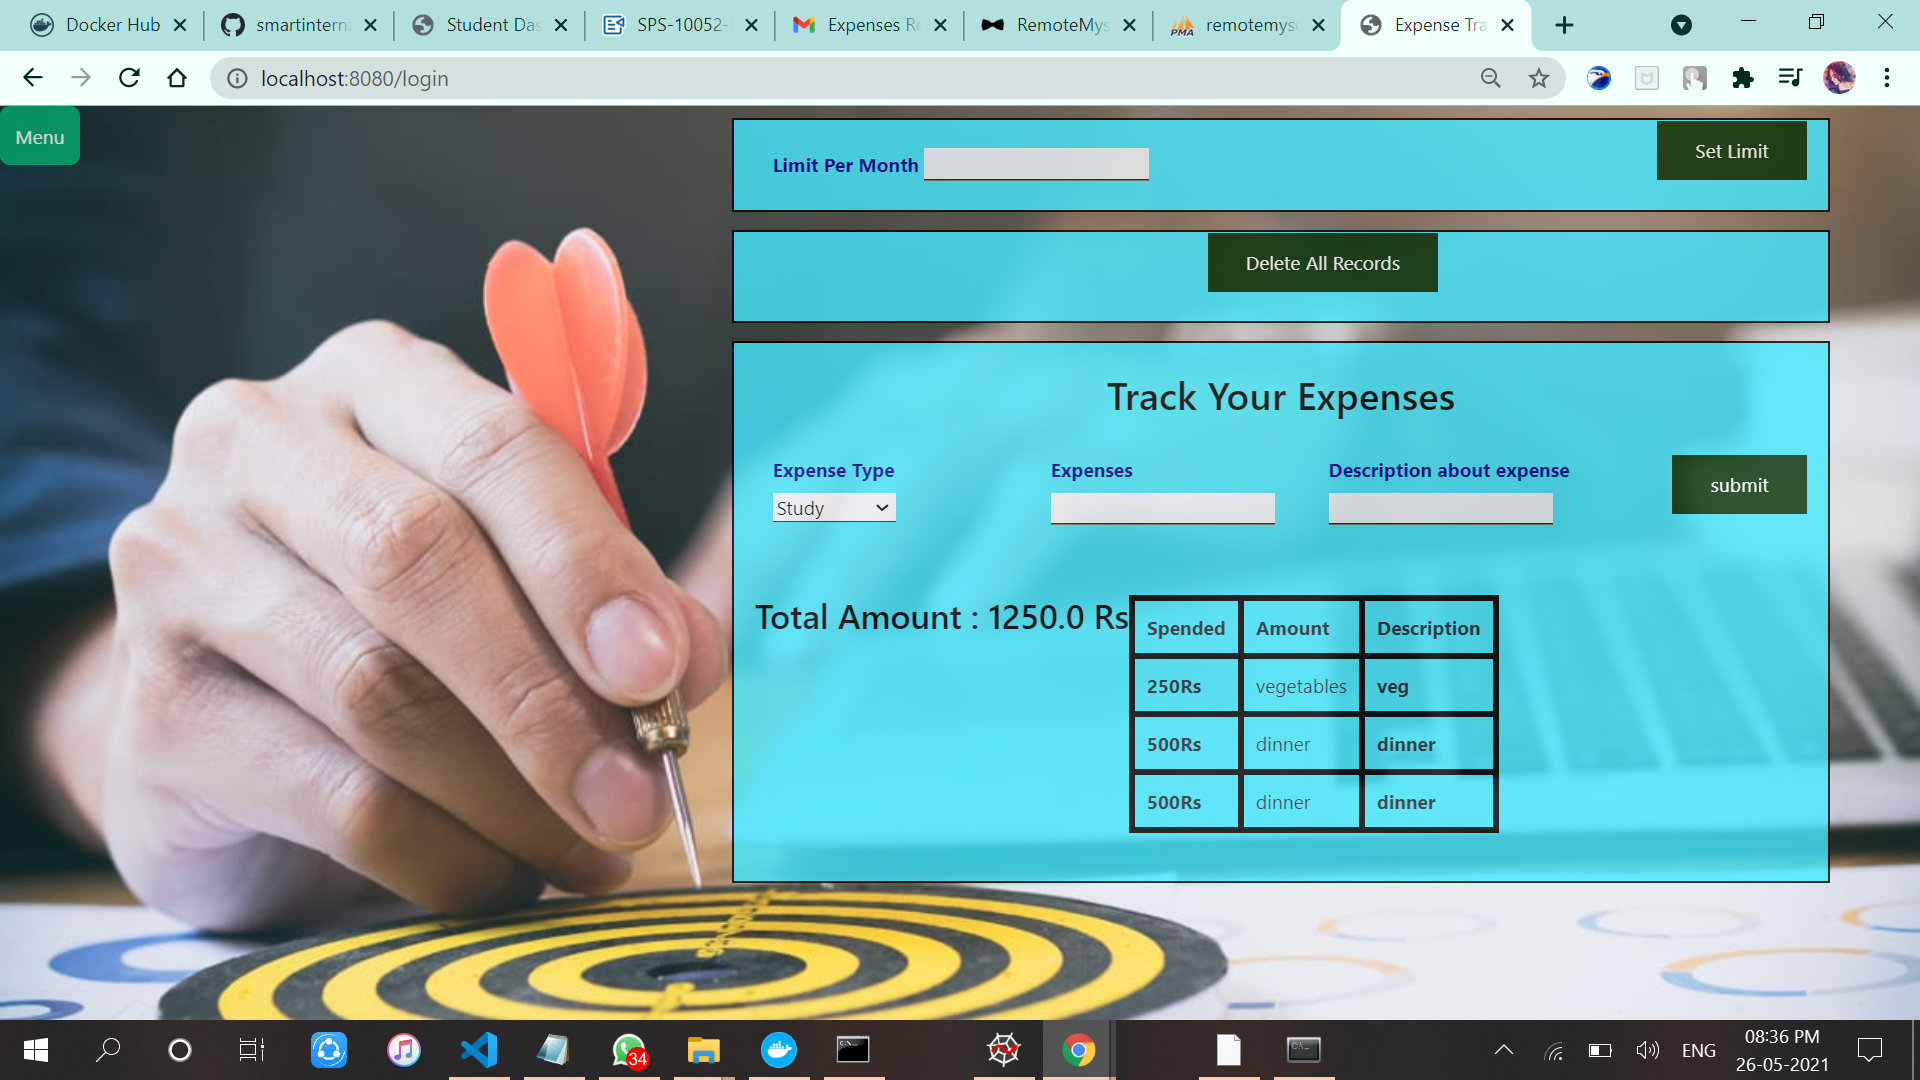 Docker Hub
smartintern
Student Das
SPS-10052-
Expenses Re
RemoteMys
remotemys
Expense Tra
localhost:8080/login
Menu
Limit Per Month
Set Limit
Delete All Records
Track Your Expenses
Expense Type
Expenses
Description about expense
Study
submit
Total Amount : 1250.0 Rs
Spended Amount Description
250Rs vegetables veg
500Rs dinner dinner
500Rs dinner dinner
34
ENG
08:36 PM
26-05-2021